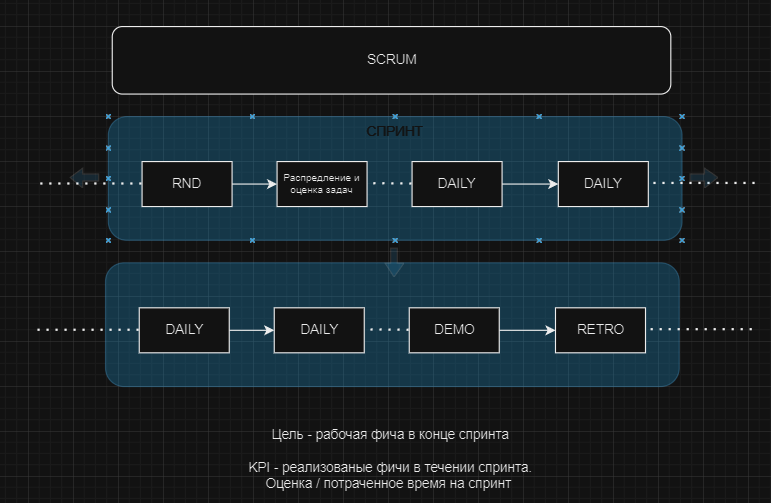 SCRUM
СПРИНТ
RND
Распредление и
оценка задач
DAILY
DAILY
DAILY
DAILY
DEMO
RETRO
Цель - рабочая фича в конце спринта
KPI - реализованые фичи в течении спринта.
Оценка / потраченное время на спринт